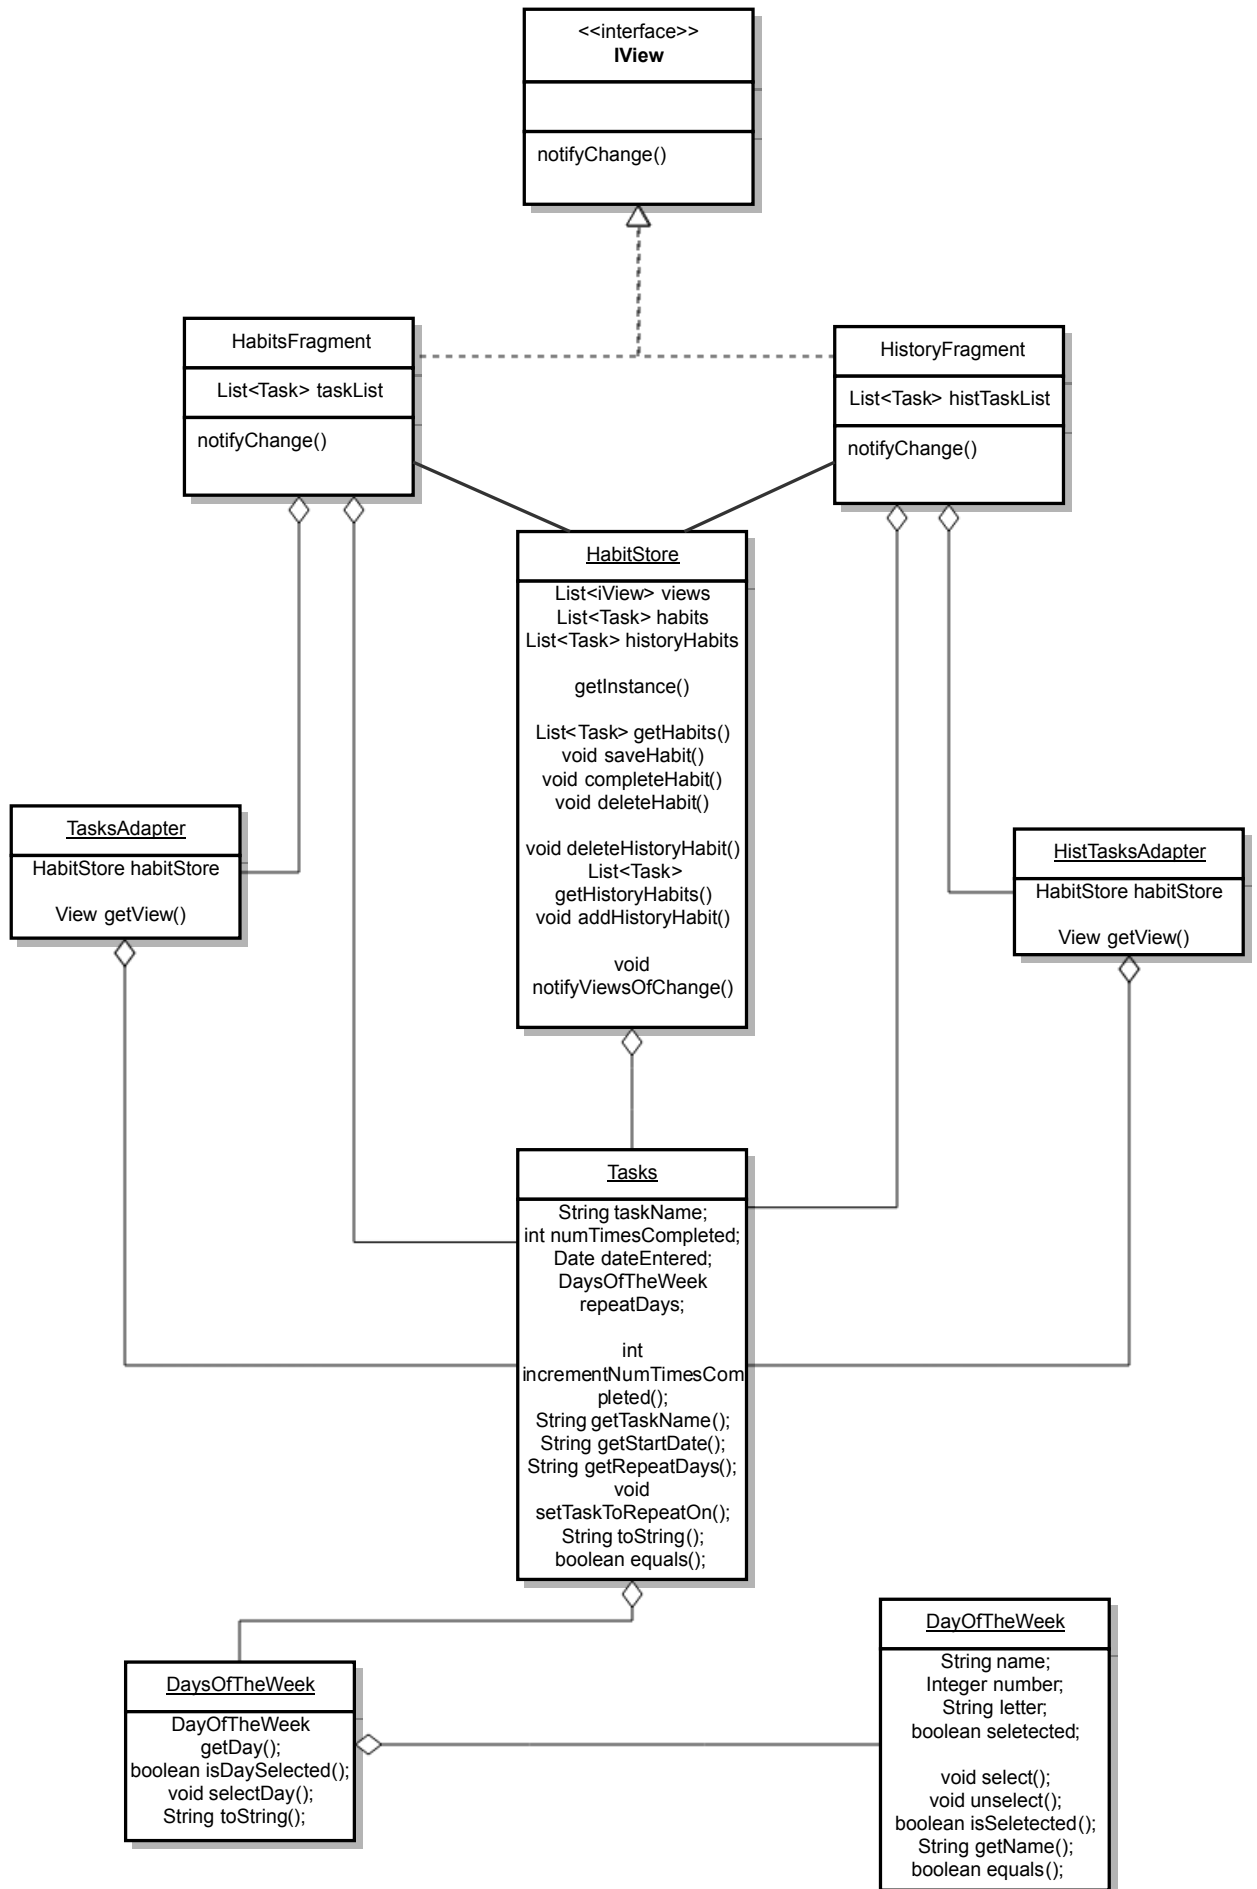 <<interface>>
IView
notifyChange()
HabitsFragment
List<Task> taskList
notifyChange()
HistoryFragment
List<Task> histTaskList
notifyChange()
HabitStore
List<iView> views
List<Task> habits
List<Task> historyHabits
getInstance()
List<Task> getHabits()
void saveHabit()
void completeHabit()
void deleteHabit()
void deleteHistoryHabit()
List<Task>
getHistoryHabits()
void addHistoryHabit()
void
notifyViewsOfChange()
TasksAdapter
HabitStore habitStore
View getView()
HistTasksAdapter
HabitStore habitStore
View getView()
Tasks
String taskName;
int numTimesCompleted;
Date dateEntered;
DaysOfTheWeek
repeatDays;
int
incrementNumTimesCom
pleted();
String getTaskName();
String getStartDate();
String getRepeatDays();
void
setTaskToRepeatOn();
String toString();
boolean equals();
DaysOfTheWeek
DayOfTheWeek
getDay();
boolean isDaySelected();
void selectDay();
String toString();
DayOfTheWeek
String name;
Integer number;
String letter;
boolean seletected;
void select();
void unselect();
boolean isSeletected();
String getName();
boolean equals();